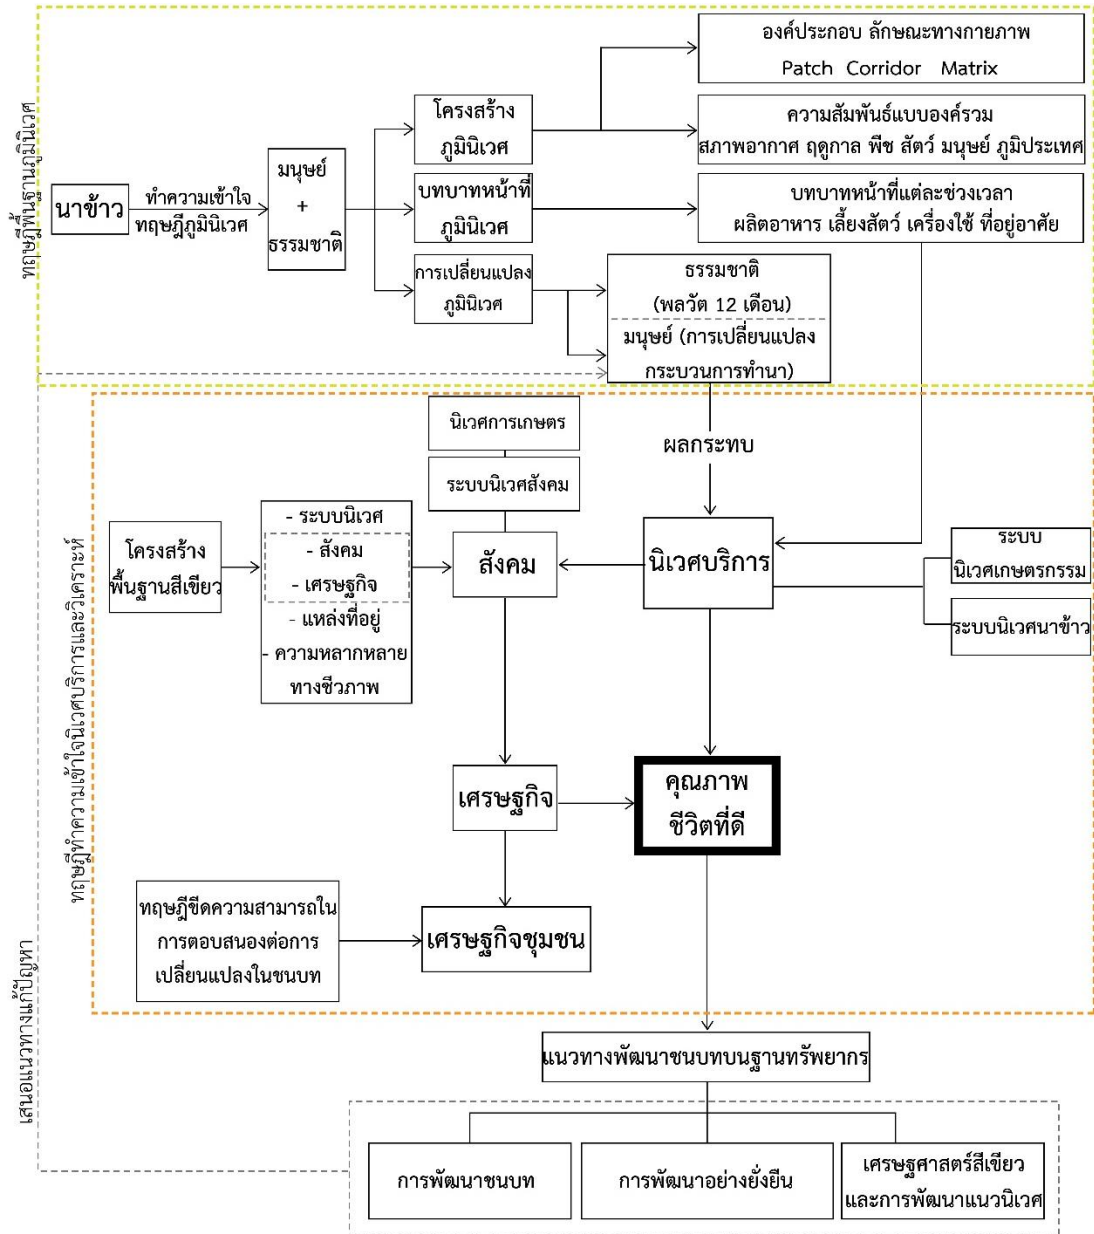 องค์ประกอบ ลักษณะทางกายภาพ
Patch Corridor Matrix
ทฤษฎีพื้นฐานภูมินิเวศ
โครงสร้าง
ภูมินิเวศ
ความสัมพันธ์แบบองค์รวม
สภาพอากาศ ฤดูกาล พืช สัตว์ มนุษย์ ภูมิประเทศ
นาข้าว
ทำความเข้าใจ
ทฤษฎีภูมินิเวศ
มนุษย์
+
ธรรมชาติ
บทบาทหน้าที่
ภูมินิเวศ
บทบาทหน้าที่แต่ละช่วงเวลา
ผลิตอาหาร เลี้ยงสัตว์ เครื่องใช้ ที่อยู่อาศัย
การเปลี่ยนแปลง
ภูมินิเวศ
ธรรมชาติ
(พลวัต 12 เดือน)
มนุษย์ (การเปลี่ยนแปลง
กระบวนการทำนา)
ทฤษฎีทำความเข้าใจนิเวศบริการและวิเคราะห์
นิเวศการเกษตร
ระบบนิเวศสังคม
ผลกระทบ
โครงสร้าง
พื้นฐานสีเขียว
- ระบบนิเวศ
- สังคม
- เศรษฐกิจ
- แหล่งที่อยู่
- ความหลากหลาย
ทางชีวภาพ
สังคม
นิเวศบริการ
ระบบ
นิเวศเกษตรกรรม
ระบบนิเวศนาข้าว
เศรษฐกิจ
คุณภาพ
ชีวิตที่ดี
ทฤษฎีขีดความสามารถใน
การตอบสนองต่อการ
เปลี่ยนแปลงในชนบท
เศรษฐกิจชุมชน
เสนอแนวทางแก้ปัญหา
แนวทางพัฒนาชนบทบนฐานทรัพยากร
การพัฒนาชนบท
การพัฒนาอย่างยั่งยืน
เศรษฐศาสตร์สีเขียว
และการพัฒนาแนวนิเวศ